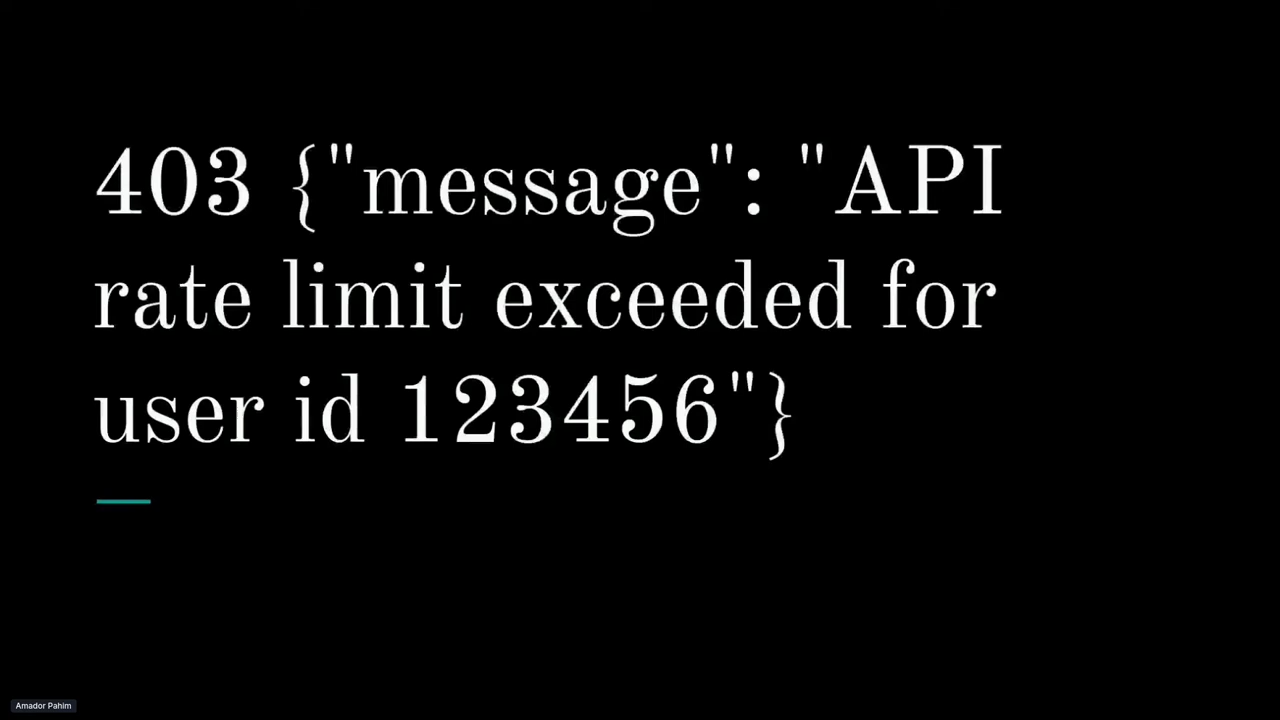 403 {"message": "API
rate limit exceeded for
user id 123456"}
Amador Pahim